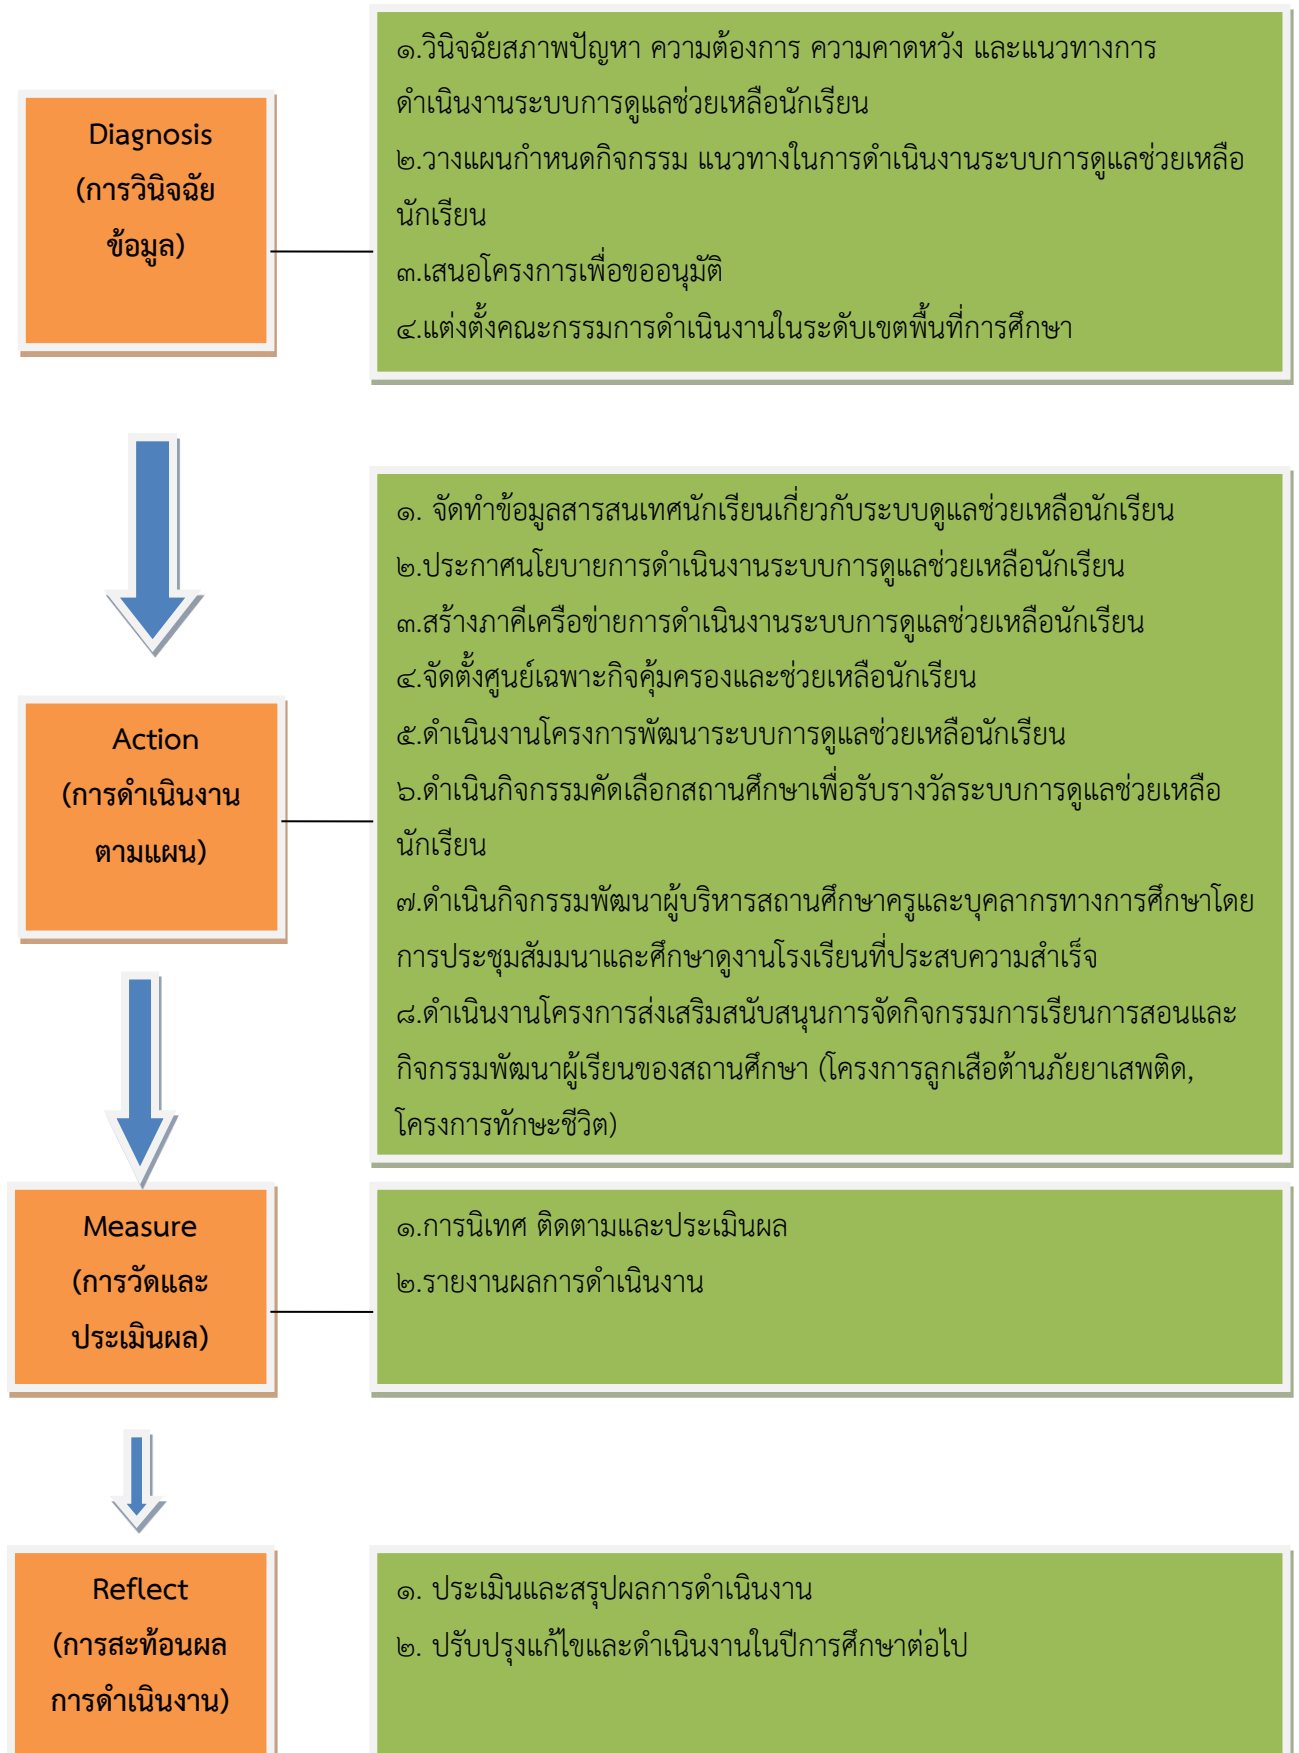 Diagnosis
(การวินิจฉัย
ข้อมูล)
๑.วินิจฉัยสภาพปัญหา ความต้องการ ความคาดหวัง และแนวทางการ
ดำเนินงานระบบการดูแลช่วยเหลือนักเรียน
๒.วางแผนกำหนดกิจกรรม แนวทางในการดำเนินงานระบบการดูแลช่วยเหลือ
นักเรียน
๓.เสนอโครงการเพื่อขออนุมัติ
๔.แต่งตั้งคณะกรรมการดำเนินงานในระดับเขตพื้นที่การศึกษา
Action
(การดำเนินงาน
ตามแผน)
๑. จัดทำข้อมูลสารสนเทศนักเรียนเกี่ยวกับระบบดูแลช่วยเหลือนักเรียน
๒.ประกาศนโยบายการดำเนินงานระบบการดูแลช่วยเหลือนักเรียน
๓.สร้างภาคีเครือข่ายการดำเนินงานระบบการดูแลช่วยเหลือนักเรียน
๔.จัดตั้งศูนย์เฉพาะกิจคุ้มครองและช่วยเหลือนักเรียน
๕.ดำเนินงานโครงการพัฒนาระบบการดูแลช่วยเหลือนักเรียน
๖.ดำเนินกิจกรรมคัดเลือกสถานศึกษาเพื่อรับรางวัลระบบการดูแลช่วยเหลือ
นักเรียน
๗.ดำเนินกิจกรรมพัฒนาผู้บริหารสถานศึกษาครูและบุคลากรทางการศึกษาโดย
การประชุมสัมมนาและศึกษาดูงานโรงเรียนที่ประสบความสำเร็จ
๘.ดำเนินงานโครงการส่งเสริมสนับสนุนการจัดกิจกรรมการเรียนการสอนและ
กิจกรรมพัฒนาผู้เรียนของสถานศึกษา (โครงการลูกเสือต้านภัยยาเสพติด,
โครงการทักษะชีวิต)
Measure
(การวัดและ
ประเมินผล)
๑.การนิเทศ ติดตามและประเมินผล
๒.รายงานผลการดำเนินงาน
Reflect
(การสะท้อนผล
การดำเนินงาน)
๑. ประเมินและสรุปผลการดำเนินงาน
๒. ปรับปรุงแก้ไขและดำเนินงานในปีการศึกษาต่อไป